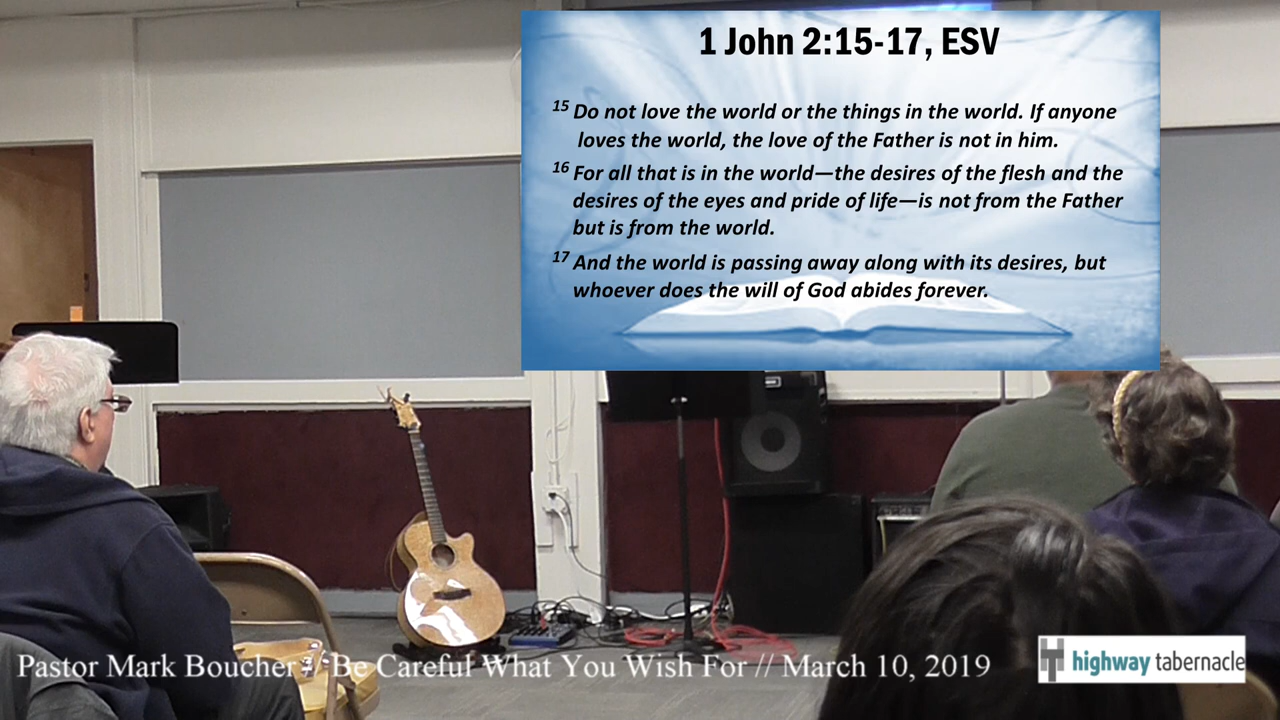 1 John 2:15-17, ESV
15 Do not love the world or the things in the world. If anyone
loves the world, the love of the Father is not in him.
16 For all that is in the world—the desires of the flesh and the
desires of the eyes and pride of life—is not from the Father
but is from the world.
17 And the world is passing away along with its desires, but
whoever does the will of God abides forever.
Pastor Mark Boucher // Be Careful What You Wish For // March 10, 2019
highway tabernacle